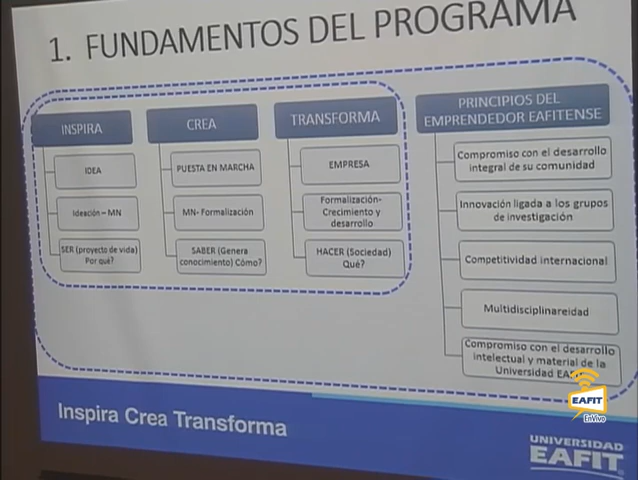 1. FUNDAMENTOS DEL PROGRAMA
INSPIRA
IDEA
Ideación – MN
SER (proyecto de vida)
Por qué?
CREA
PUESTA EN MARCHA
MN- Formalización
SABER (Genera
conocimiento) Cómo?
TRANSFORMA
EMPRESA
Formalización-
Crecimiento y
desarrollo
HACER (Sociedad)
Qué?
PRINCIPIOS DEL
EMPRENDEDOR EAFITENSE
Compromiso con el desarrollo
integral de su comunidad
Innovación ligada a los grupos
de investigación
Competitividad internacional
Multidisciplinareidad
Compromiso con el desarrollo
intelectual y material de la
Universidad
EAFIT
EnVivo
Inspira Crea Transforma
UNIVERSIDAD
EAFIT